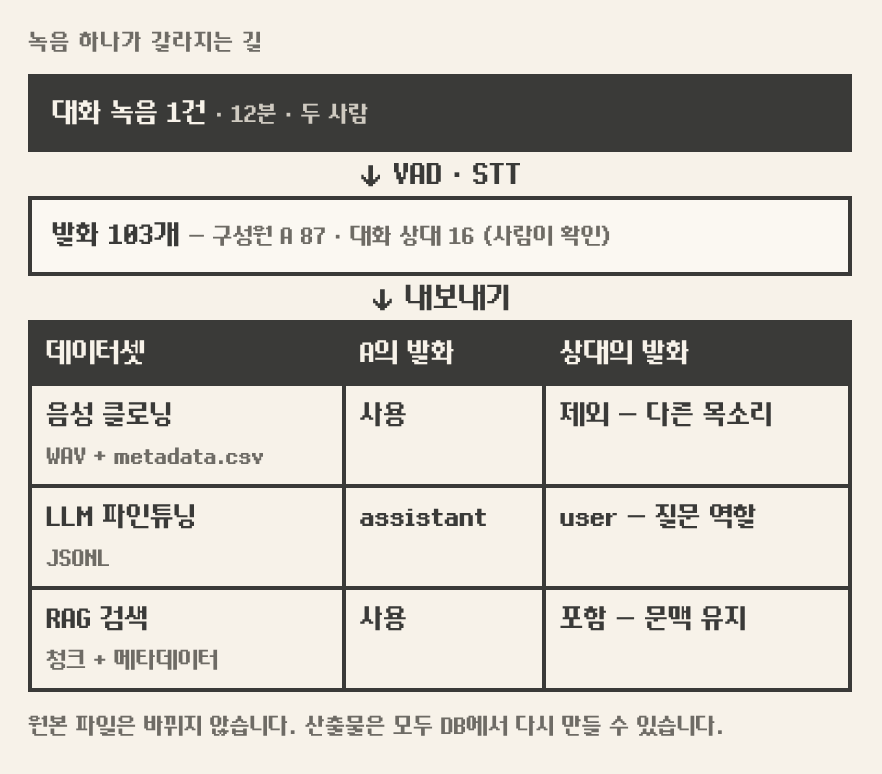 녹음 하나가 갈라지는 길
대화 녹음 1건 · 12분 · 두 사람
↓ VAD · STT
발화 103개 — 구성원 A 87 · 대화 상대 16 (사람이 확인)
↓ 내보내기
데이터셋 A의 발화 상대의 발화
음성 클로닝 사용 제외 — 다른 목소리
WAV + metadata.csv
LLM 파인튜닝 assistant user — 질문 역할
JSONL
RAG 검색 사용 포함 — 문맥 유지
청크 + 메타데이터
원본 파일은 바뀌지 않습니다. 산출물은 모두 DB에서 다시 만들 수 있습니다.